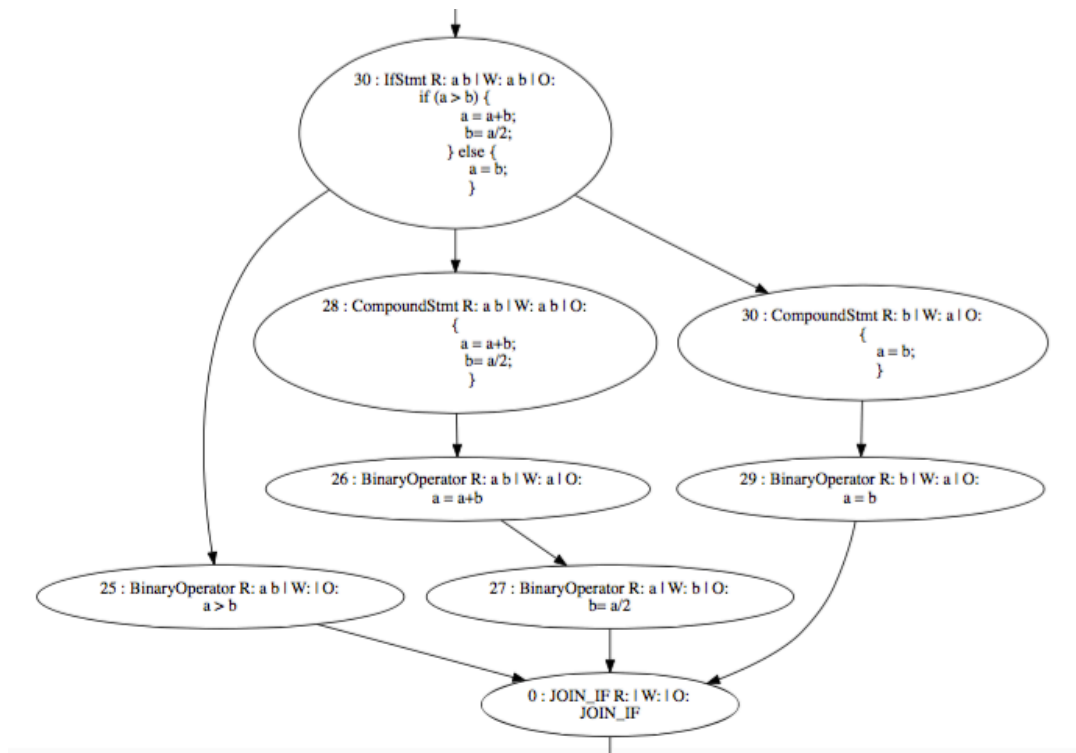 30 : IfStmt R: a b | W: a b | O:
if (a > b) {
a = a+b;
b= a/2;
} else {
a = b;
}
28 : CompoundStmt R: a b | W: a b | O:
{
a = a+b;
b= a/2;
}
30 : CompoundStmt R: b | W: a | O:
{
a = b;
}
26 : BinaryOperator R: a b | W: a | O:
a = a+b
29 : BinaryOperator R: b | W: a | O:
a = b
25 : BinaryOperator R: a b | W: | O:
a > b
27 : BinaryOperator R: a | W: b | O:
b= a/2
0 : JOIN_IF R: | W: | O:
JOIN_IF